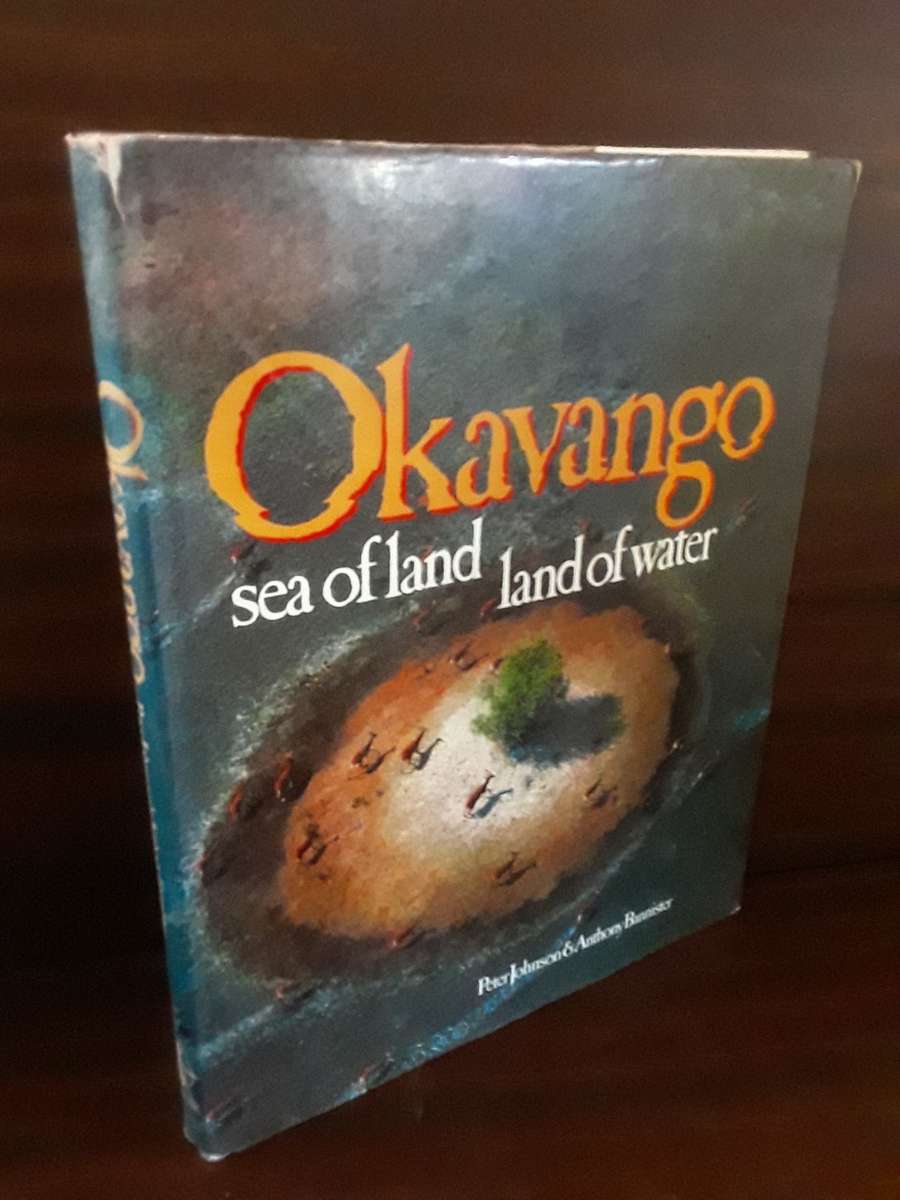 Okavango
sea of land land of water
Peter Johnson & Anthony Bannister
Okavango